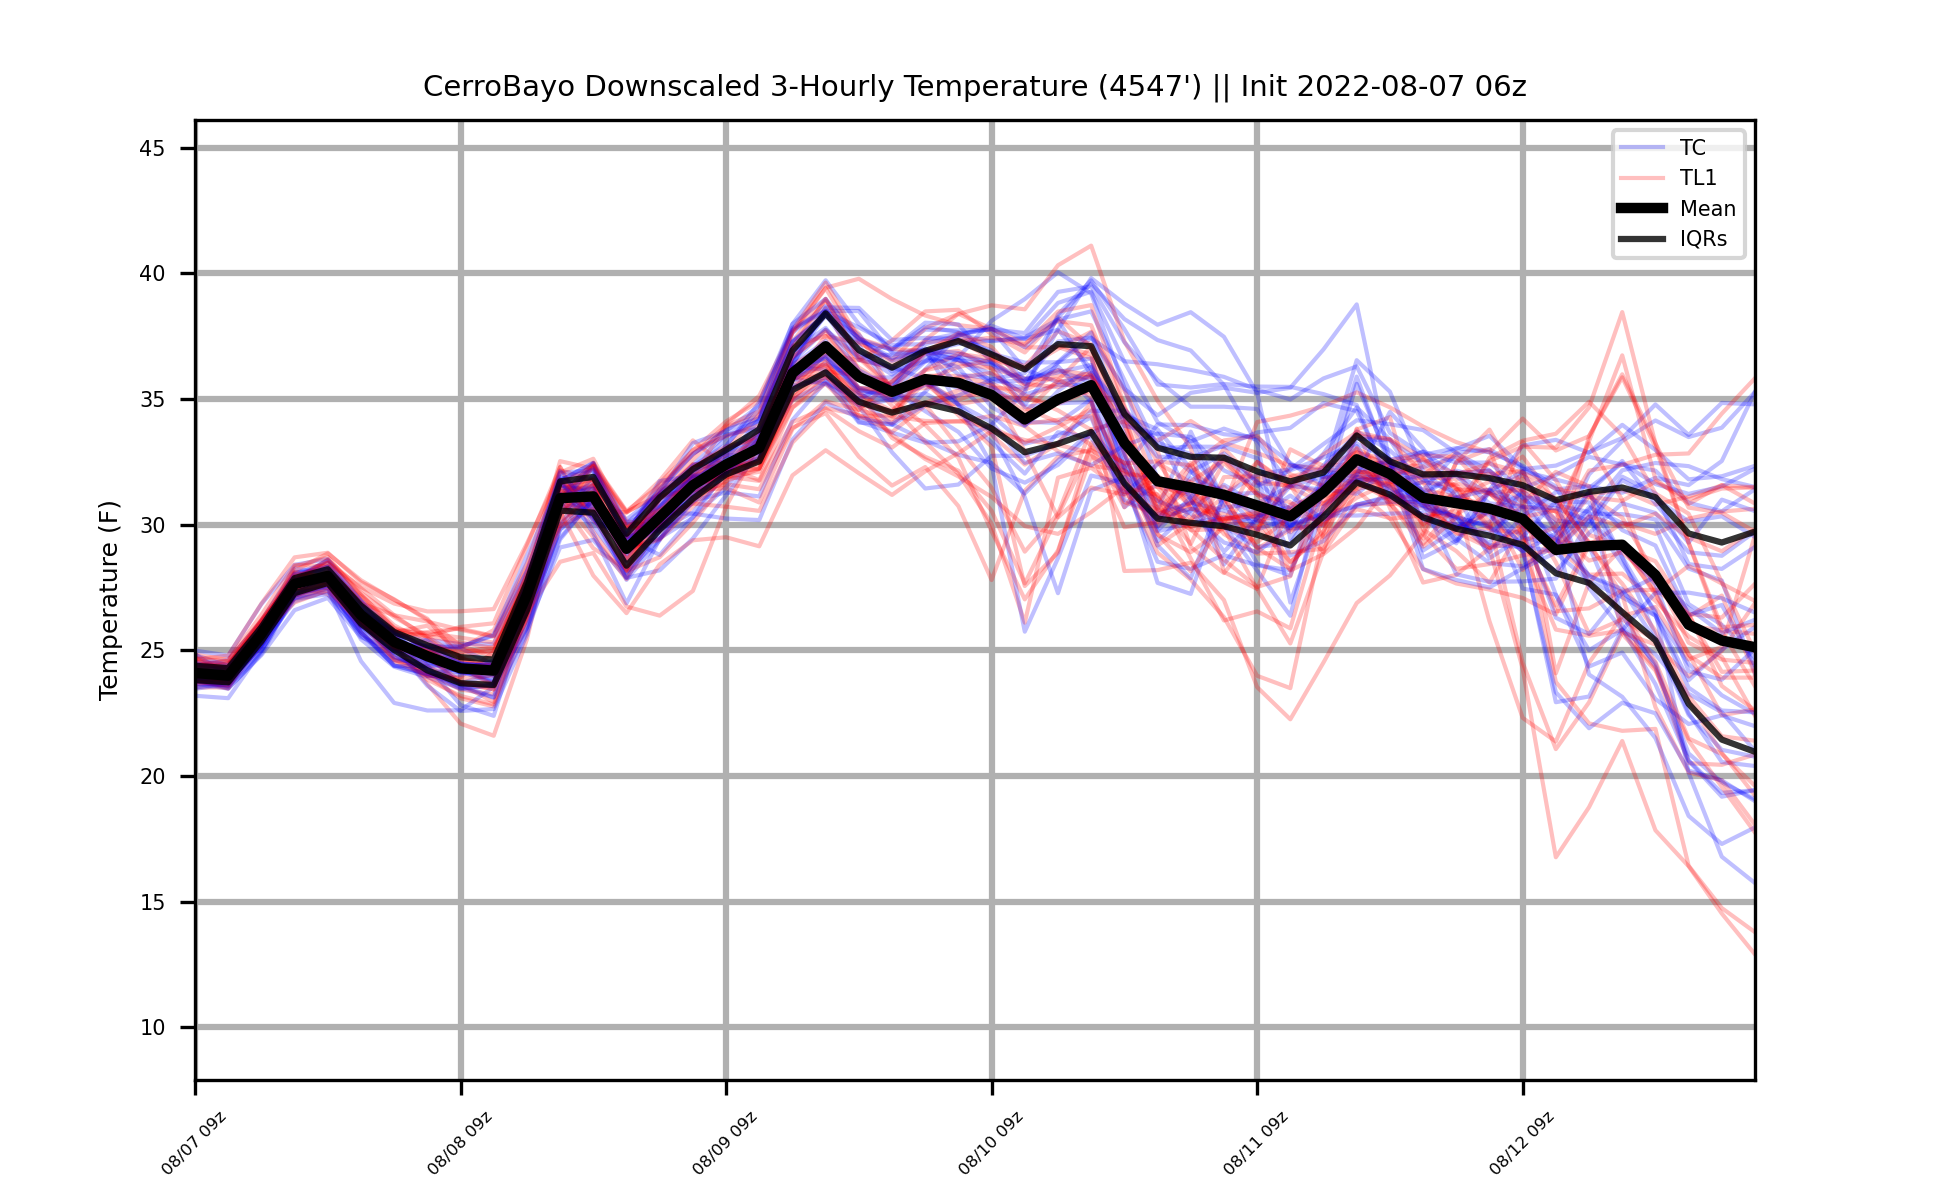 CerroBayo Downscaled 3-Hourly Temperature (4547') || Init 2022-08-07 06z
TC
TL1
Mean
IQRs
Temperature (F)
45
40
35
30
25
20
15
10
08/07 09z
08/08 09z
08/09 09z
08/10 09z
08/11 09z
08/12 09z